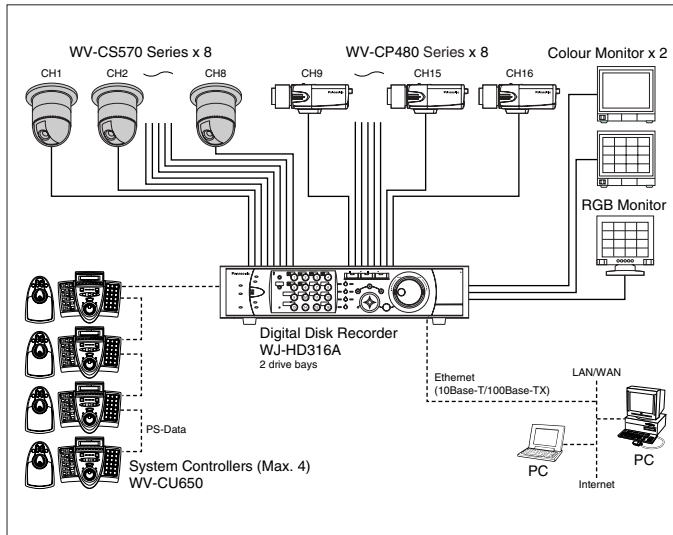 WV-CS570 Series x 8
WV-CP480 Series x 8
Colour Monitor x 2
CH1
CH2
CH8
CH9
CH15
CH16
RGB Monitor
Panasonic
Digital Disk Recorder
WJ-HD316A
2 drive bays
Ethernet
(10Base-T/100Base-TX)
LAN/WAN
PS-Data
System Controllers (Max. 4)
WV-CU650
PC
PC
Internet